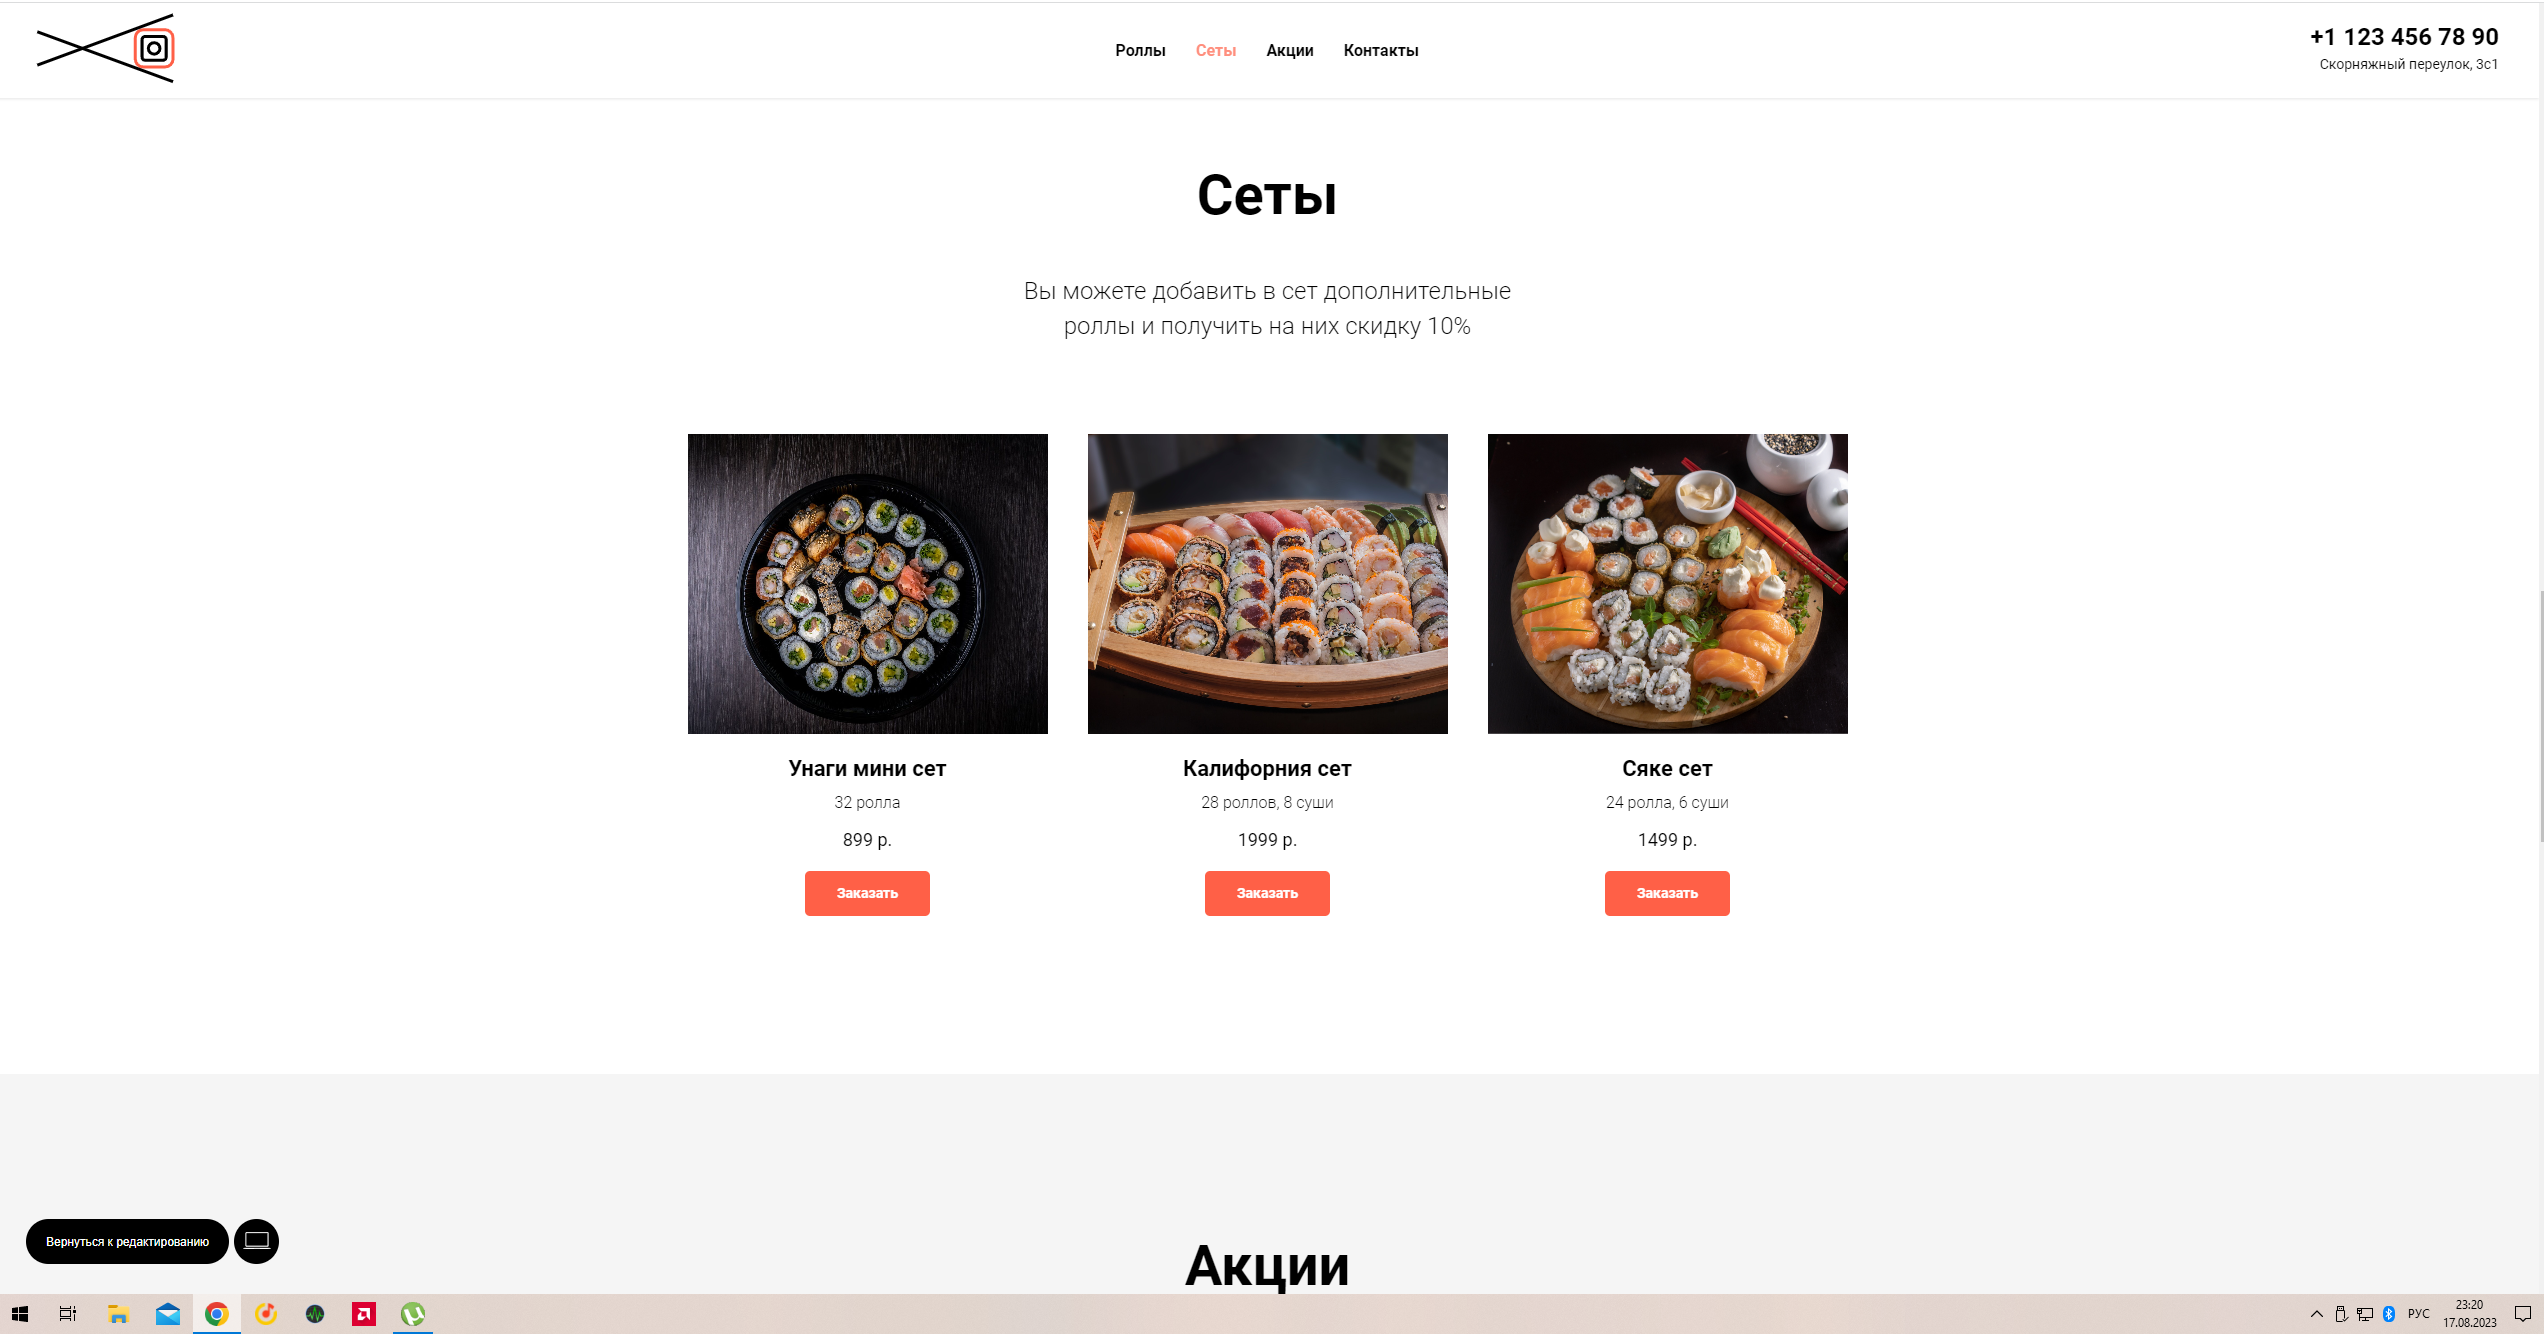 Роллы Сеты Акции Контакты
+1 123 456 78 90
Скорняжный переулок, 3с1
Сеты
Вы можете добавить в сет дополнительные
роллы и получить на них скидку 10%
Унаги мини сет
32 ролла
899 р.
Заказать
Калифорния сет
28 роллов, 8 суши
1999 р.
Заказать
Сяке сет
24 ролла, 6 суши
1499 р.
Заказать
Вернуться к редактированию
Акции
РУС
23:20
17.08.2023